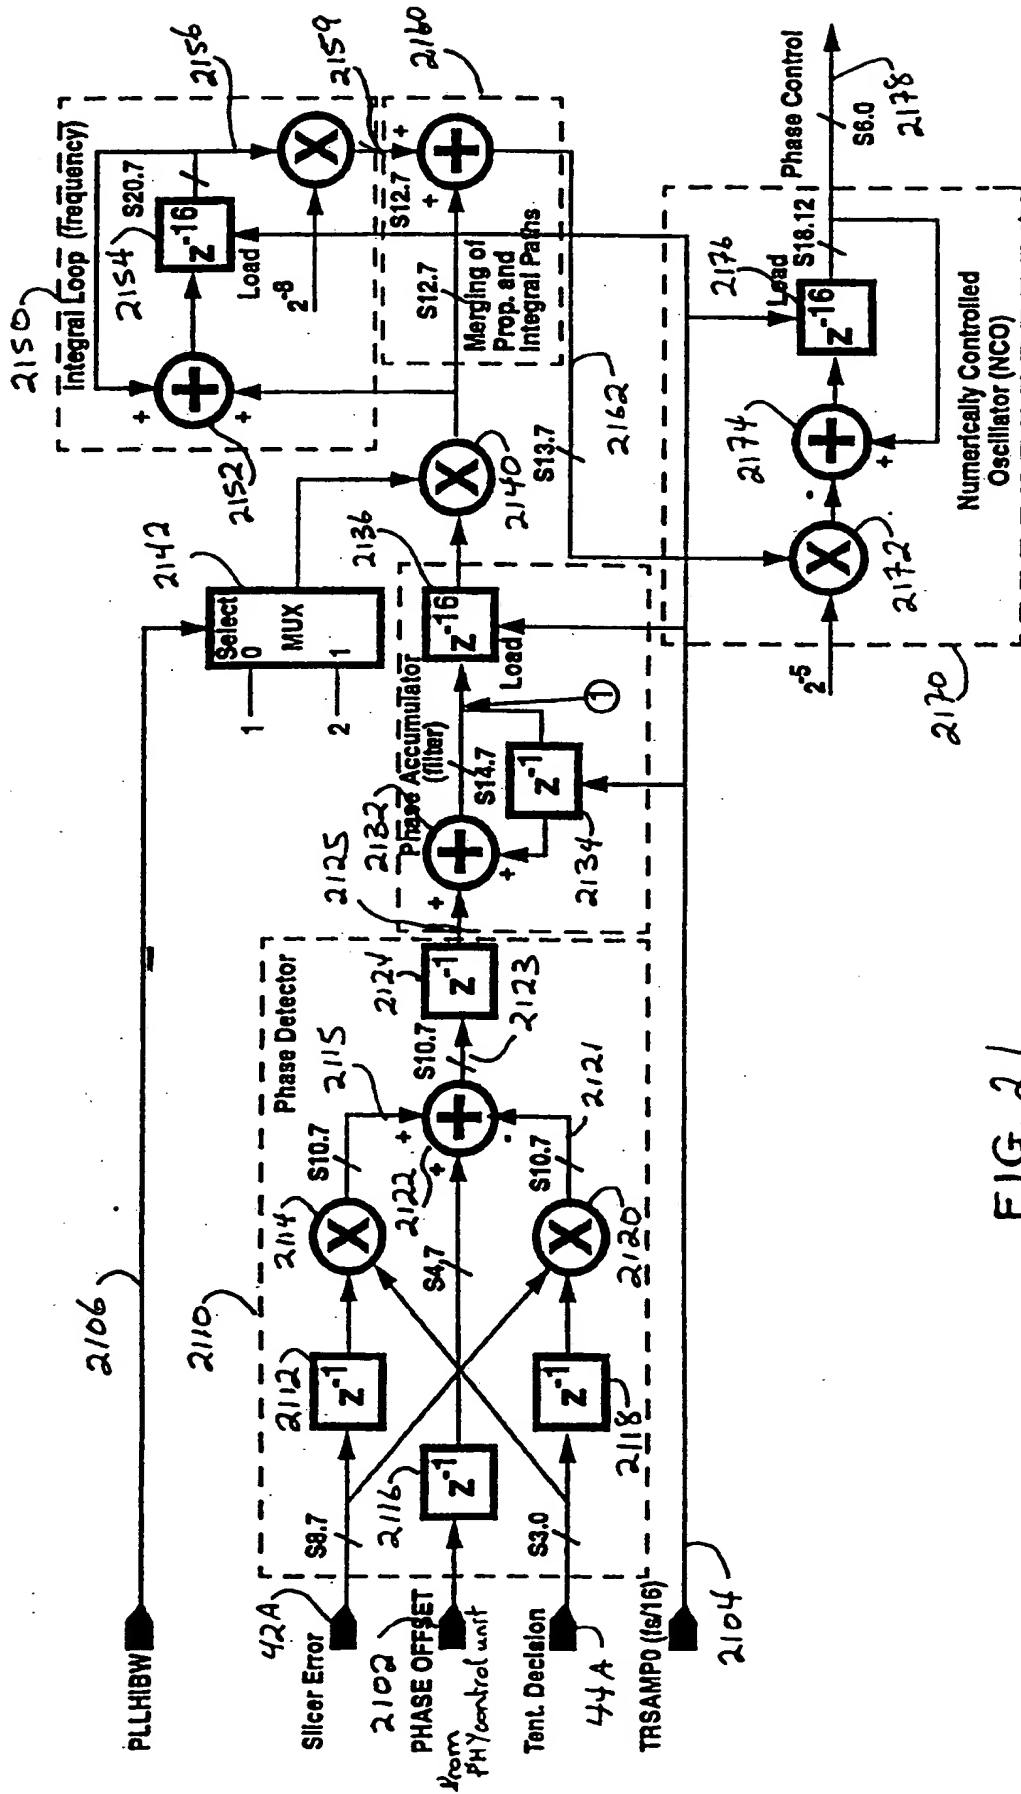 PLLHIBW
2106
42A
Slicer Error
S8.7
2102
PHASE OFFSET
from
PHY control unit
Tent. Decision
44A
S3.0
TRSAMP0 (fs/16)
2104
2110
Phase Detector
2112
z⁻¹
2116
z⁻¹
2118
z⁻¹
2114
X
2120
X
S4,7
S10.7
2115
2122
+
+
+
-
S10.7
2121
S10.7
2123
2124
z⁻¹
2125
Phase Accumulator
(filter)
2132
+
+
+
S14.7
1
2134
z⁻¹
2136
z⁻¹
Load
2142
Select
0
MUX
1
1
2
2140
X
2150
Integral Loop (frequency)
2152
+
+
+
2154
z⁻¹⁶
S20.7
Load
2156
2⁻⁸
X
2159
2160
S12.7
+
+
+
S12.7
Merging of
Prop. and
Integral Paths
S13.7
2162
2170
2⁻⁵
2172
X
-
2174
+
+
2176
Load
z⁻¹⁶
S18.12
Numerically Controlled
Oscillator (NCO)
Phase Control
S6.0
2178
FIG 21